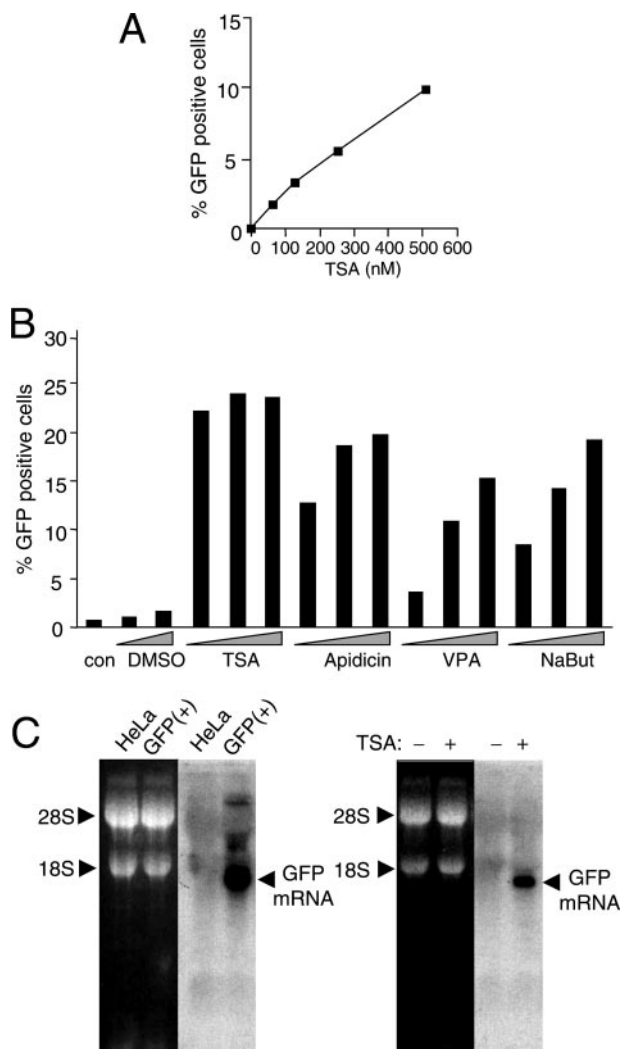 A
15
10
5
0
% GFP positive cells
0 100 200 300 400 500 600
TSA (nM)
B
30
25
20
15
10
5
0
% GFP positive cells
con DMSO TSA Apidicin VPA NaBut
C
HeLa GFP(+) HeLa GFP(+)
28S
18S
GFP
mRNA
TSA: – + – +
28S
18S
GFP
mRNA